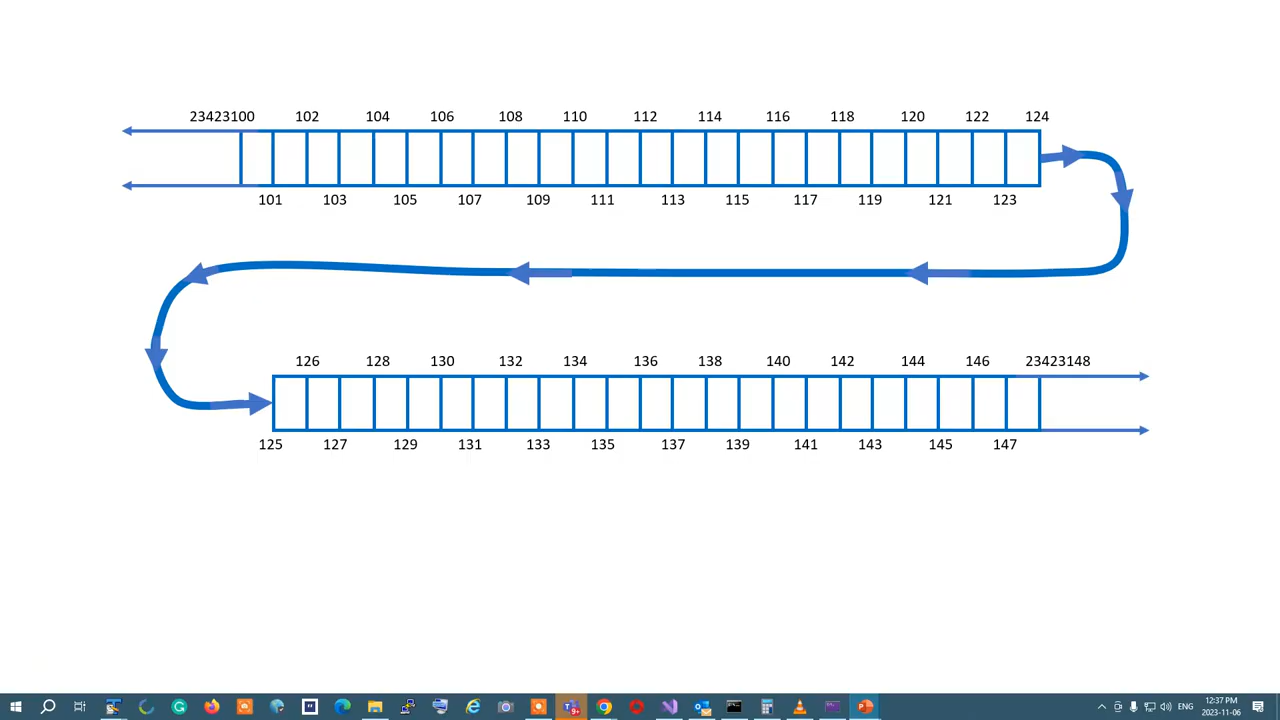 23423100 102 104 106 108 110 112 114 116 118 120 122 124
101 103 105 107 109 111 113 115 117 119 121 123
126 128 130 132 134 136 138 140 142 144 146 23423148
125 127 129 131 133 135 137 139 141 143 145 147
9+
ENG
12:37 PM
2023-11-06